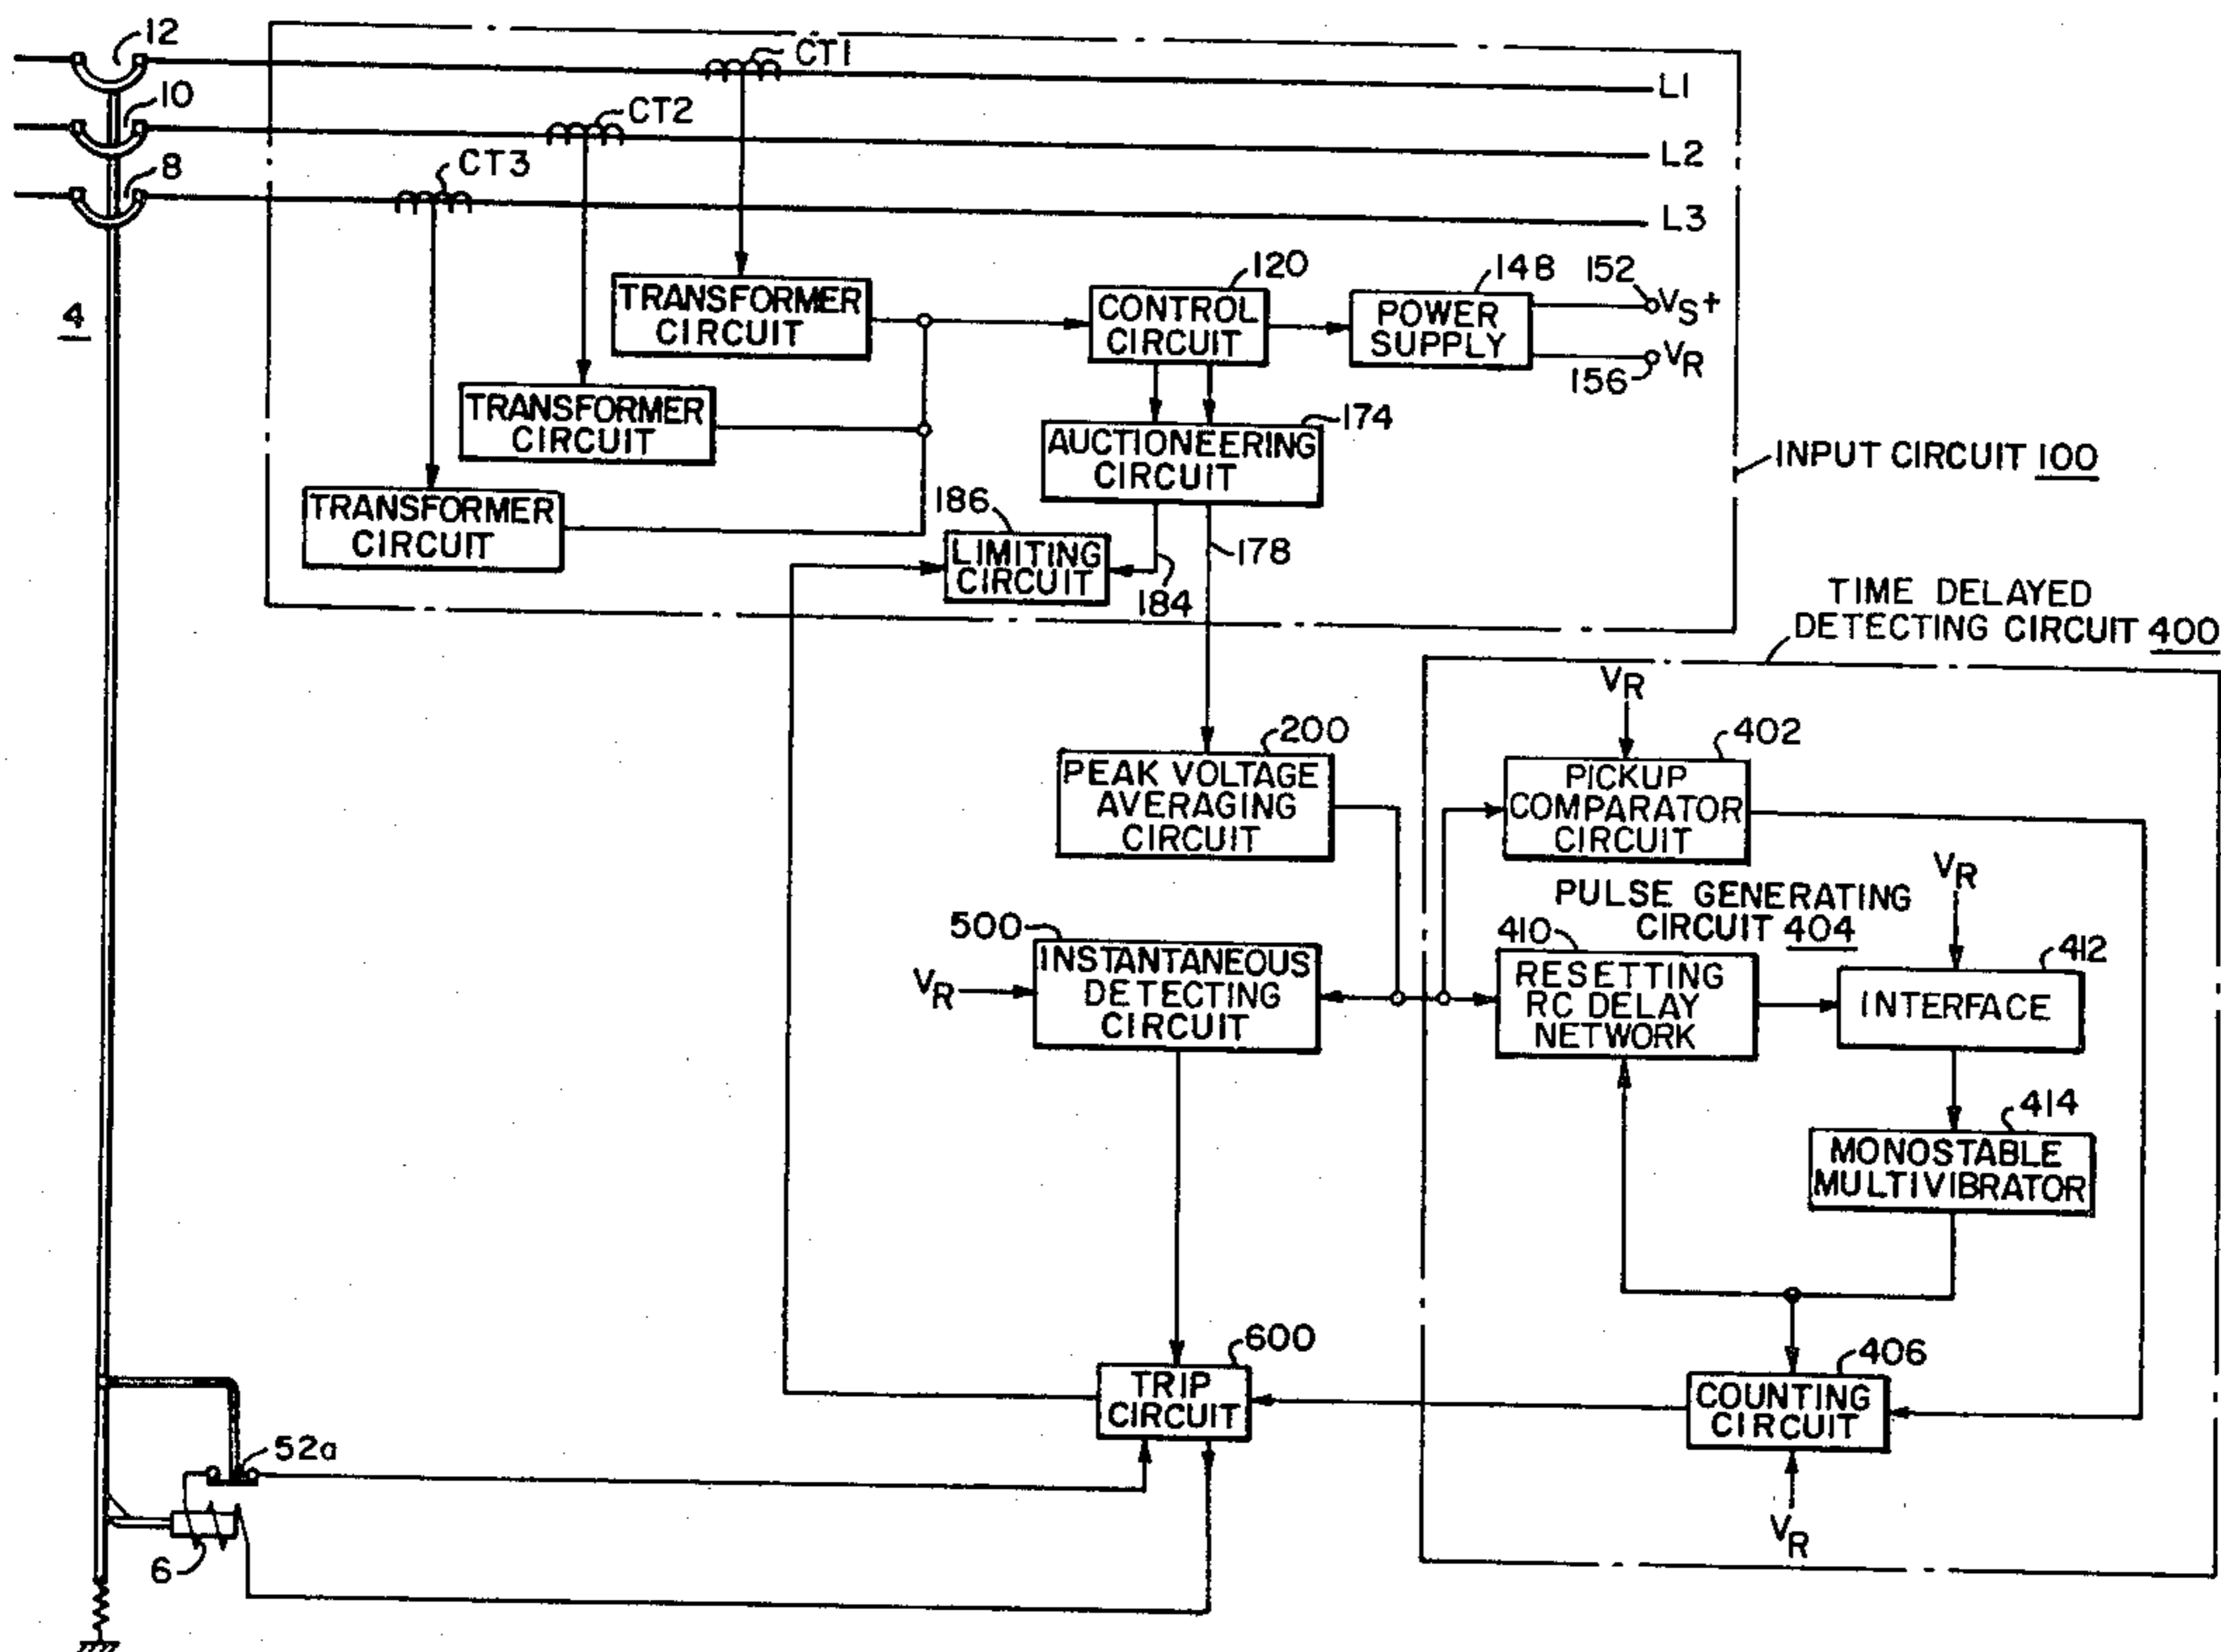 12
CT1
L1
10
CT2
L2
8
CT3
L3
4
TRANSFORMER
CIRCUIT
120
CONTROL
CIRCUIT
148
POWER
SUPPLY
152
VS+
VR
156
TRANSFORMER
CIRCUIT
174
AUCTIONEERING
CIRCUIT
INPUT CIRCUIT 100
TRANSFORMER
CIRCUIT
186
LIMITING
CIRCUIT
184
178
TIME DELAYED
DETECTING CIRCUIT 400
VR
200
PEAK VOLTAGE
AVERAGING
CIRCUIT
402
PICKUP
COMPARATOR
CIRCUIT
PULSE GENERATING
CIRCUIT 404
VR
500
INSTANTANEOUS
DETECTING
CIRCUIT
VR
410
RESETTING
RC DELAY
NETWORK
412
INTERFACE
414
MONOSTABLE
MULTIVIBRATOR
600
TRIP
CIRCUIT
406
COUNTING
CIRCUIT
VR
52a
6